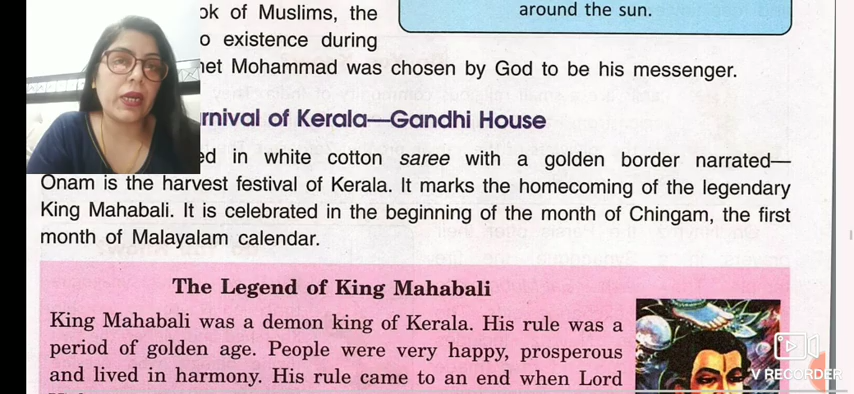 ok of Muslims, the
around the sun.
o existence during
et Mohammad was chosen by God to be his messenger.
rnival of Kerala—Gandhi House
ed in white cotton saree with a golden border narrated—
Onam is the harvest festival of Kerala. It marks the homecoming of the legendary
King Mahabali. It is celebrated in the beginning of the month of Chingam, the first
month of Malayalam calendar.
The Legend of King Mahabali
King Mahabali was a demon king of Kerala. His rule was a
period of golden age. People were very happy, prosperous
and lived in harmony. His rule came to an end when Lord
V RECORDER